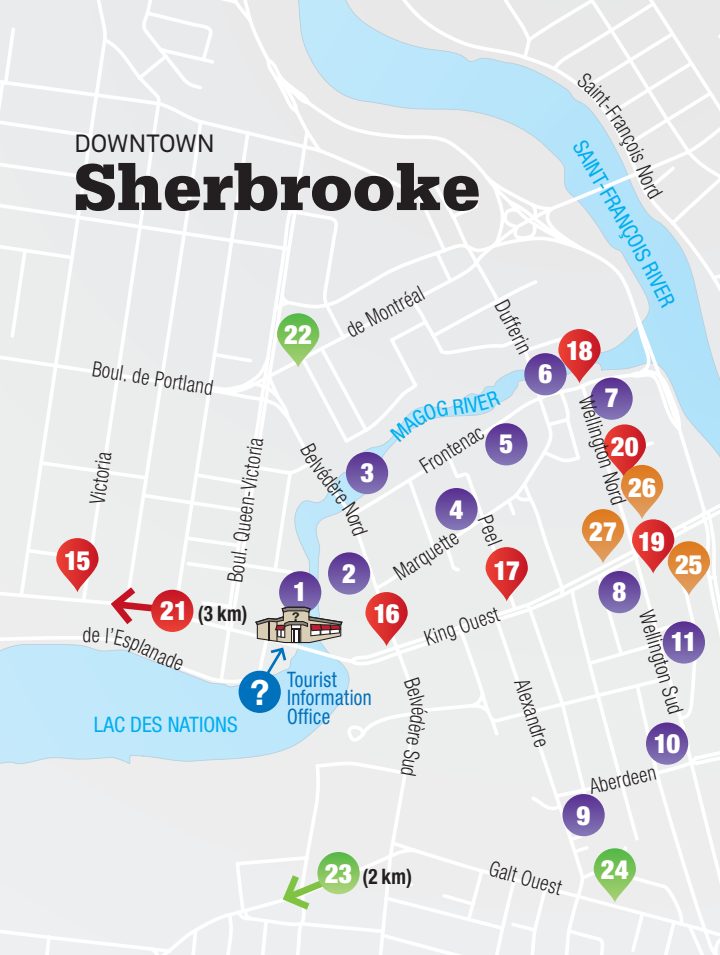 DOWNTOWN
Sherbrooke
Saint-François Nord
SAINT-FRANÇOIS RIVER
22
de Montréal
Dufferin
18
6
7
Boul. de Portland
MAGOG RIVER
Wellington Nord
20
Frontenac
5
Victoria
Boul. Queen-Victoria
Belvédère Nord
3
26
4
Peel
27
19
15
Marquette
17
25
2
1
8
21
(3 km)
16
King Ouest
?
de l'Esplanade
Wellington Sud
11
?
Tourist
Information
Office
LAC DES NATIONS
Belvédère Sud
Alexandre
10
Aberdeen
9
23
(2 km)
Galt Ouest
24